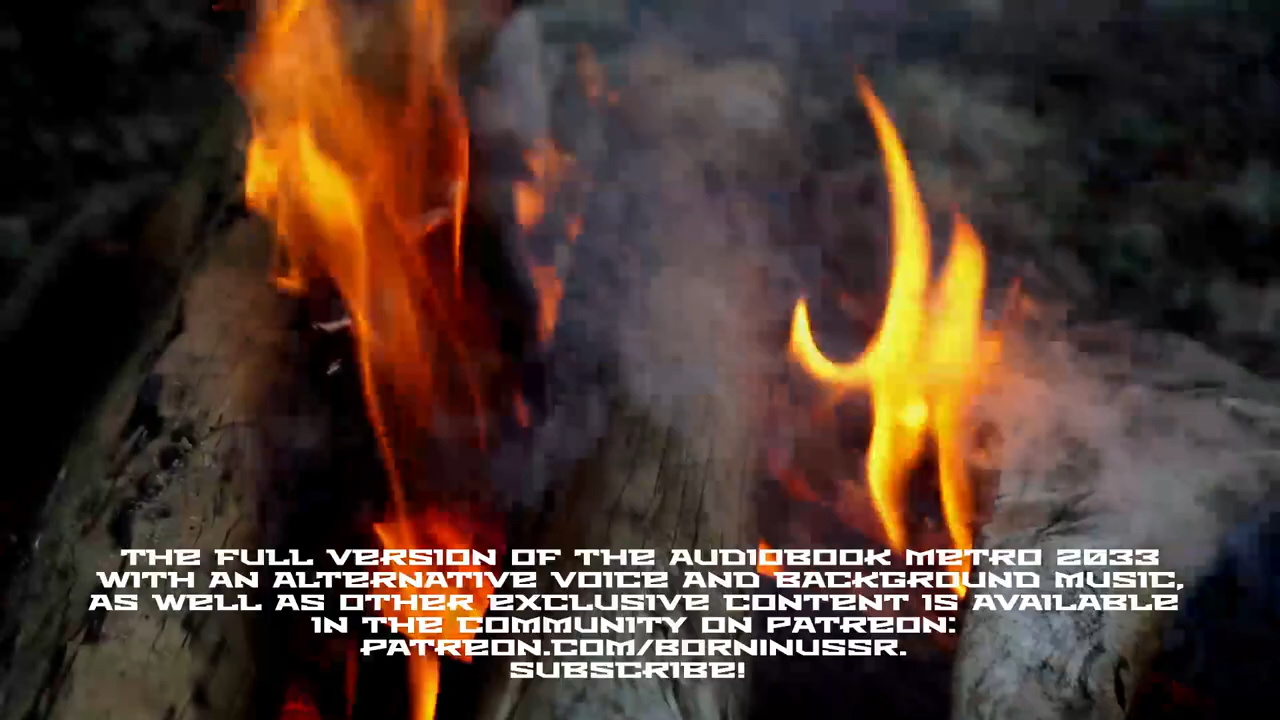 THE FULL VERSION OF THE AUDIOBOOK METRO 2033
WITH AN ALTERNATIVE VOICE AND BACKGROUND MUSIC,
AS WELL AS OTHER EXCLUSIVE CONTENT IS AVAILABLE
IN THE COMMUNITY ON PATREON:
PATREON.COM/BORNINUSSR.
SUBSCRIBE!